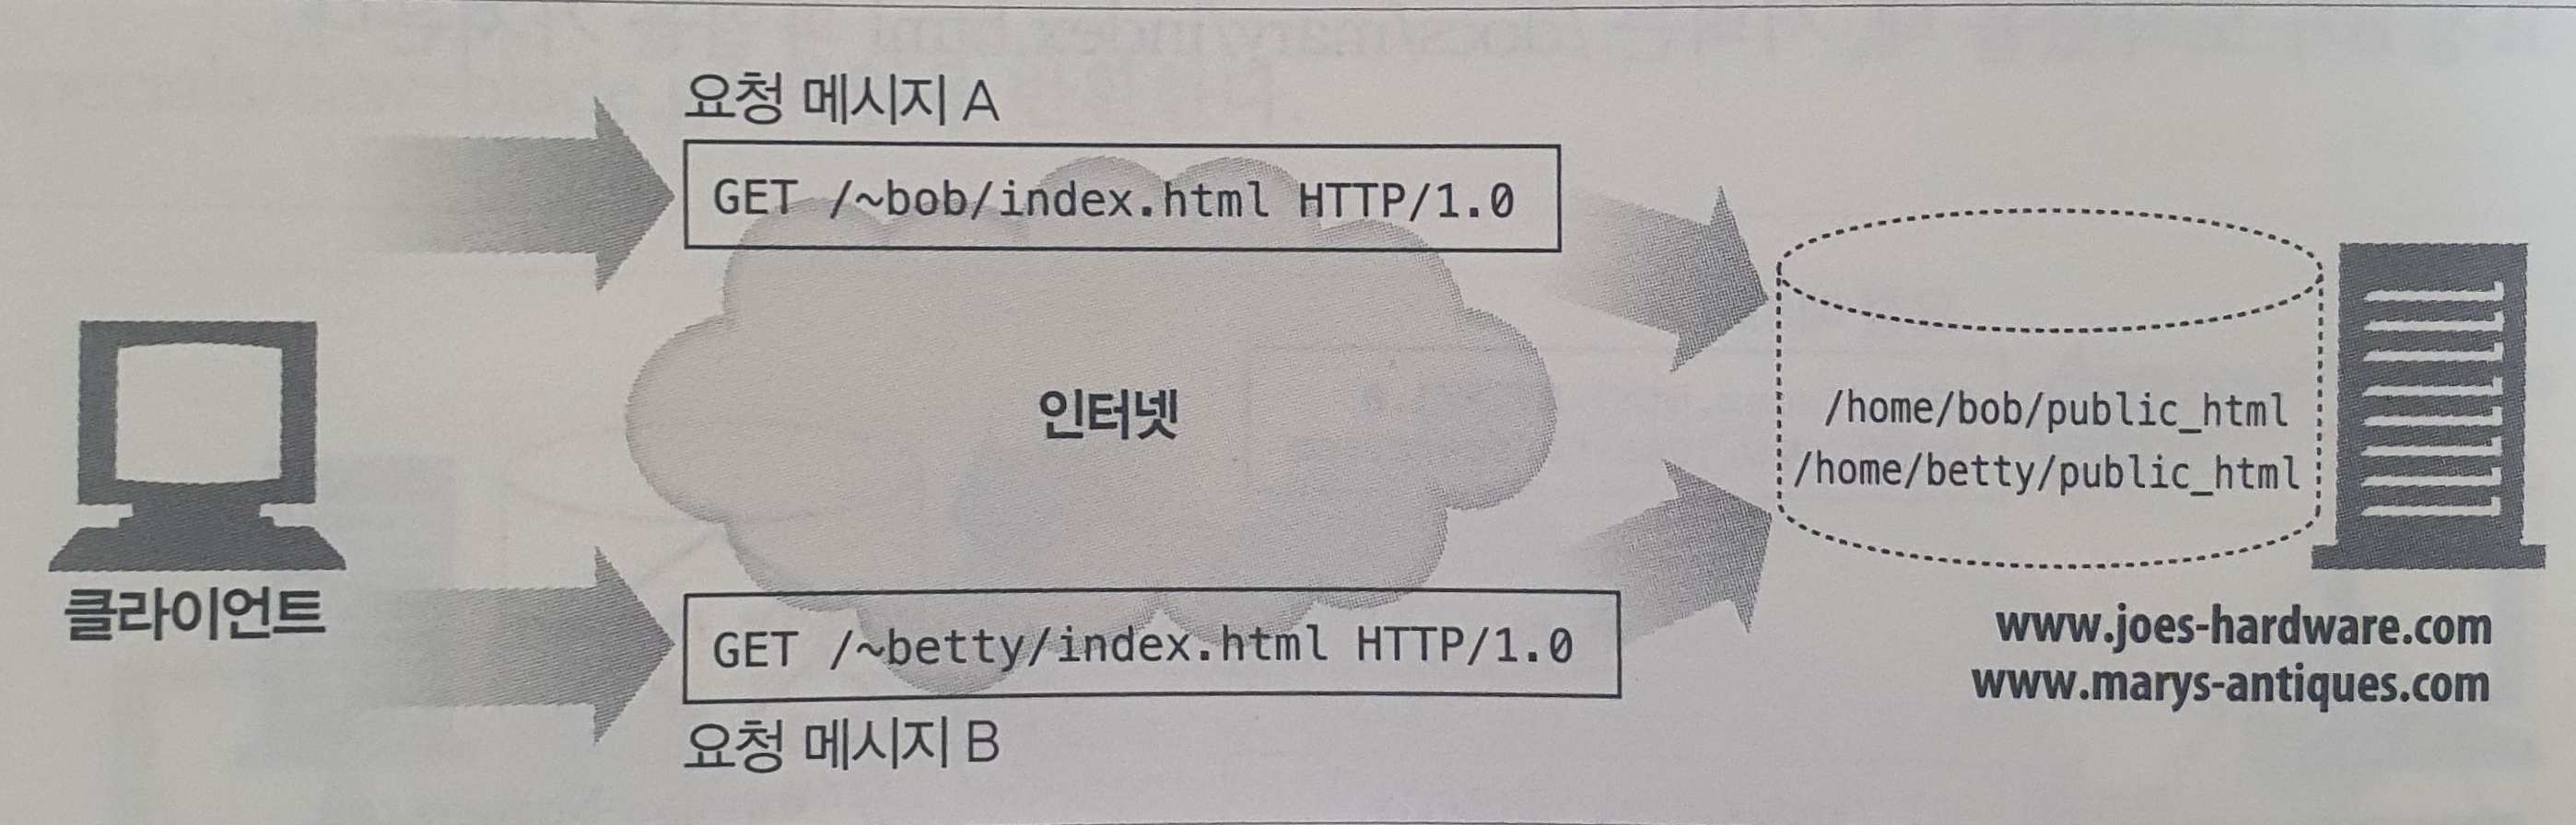 요청 메시지 A
GET /~bob/index.html HTTP/1.0
인터넷
/home/bob/public_html
/home/betty/public_html
클라이언트
GET /~betty/index.html HTTP/1.0
요청 메시지 B
www.joes-hardware.com
www.marys-antiques.com